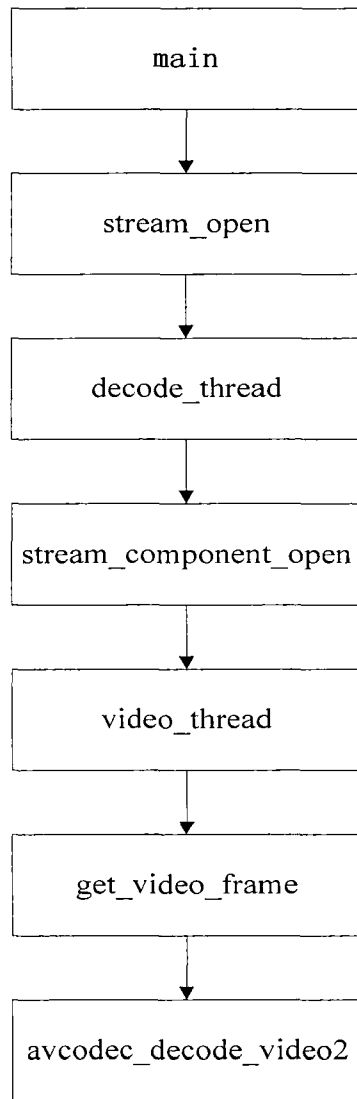 main
stream_open
decode_thread
stream_component_open
video_thread
get_video_frame
avcodec_decode_video2